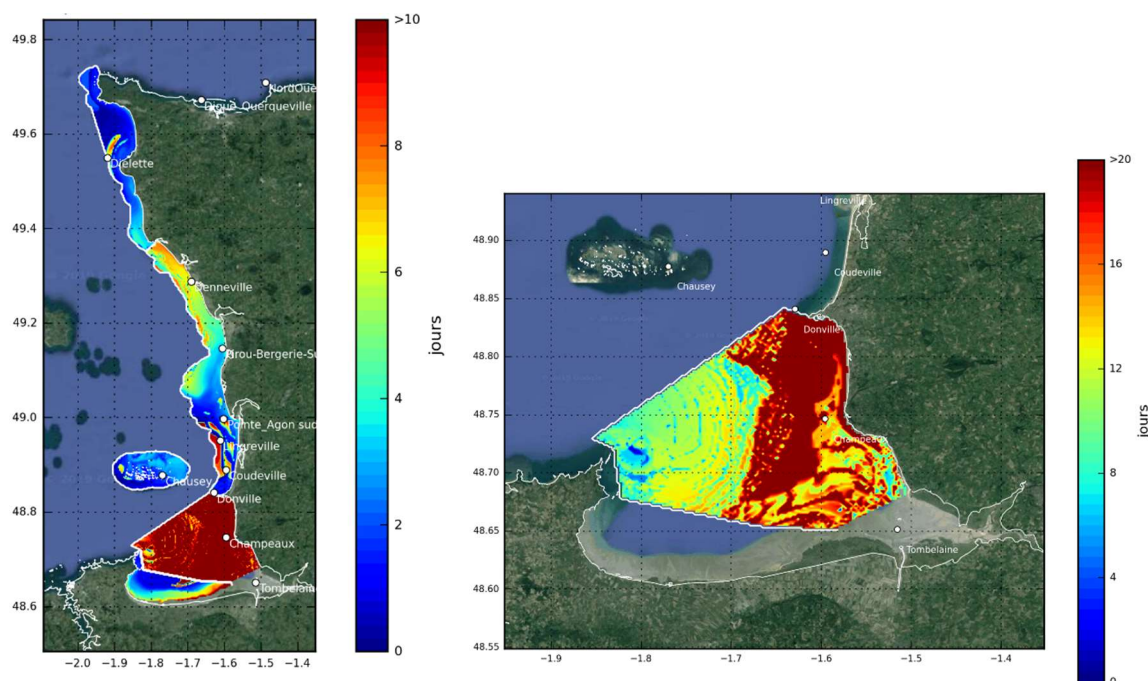 >10
49.8
NordOue
Digue_Querqueville
49.6
8
Dielette
49.4
Denneville
6
49.2
Pirou-Bergerie-Su
jours
Pointe_Agon sud
4
49.0
Lingreville
Coudeville
Chausey
Donville
48.8
2
Champeaux
Tombelain
48.6
0
−2.0 −1.9 −1.8 −1.7 −1.6 −1.5 −1.4
>20
Lingreville
48.90
Coudeville
16
Chausey
48.85
Donville
48.80
12
48.75
Champeaux
jours
48.70
8
48.65
Tombelaine
4
48.60
48.55
0
−1.9 −1.8 −1.7 −1.6 −1.5 −1.4